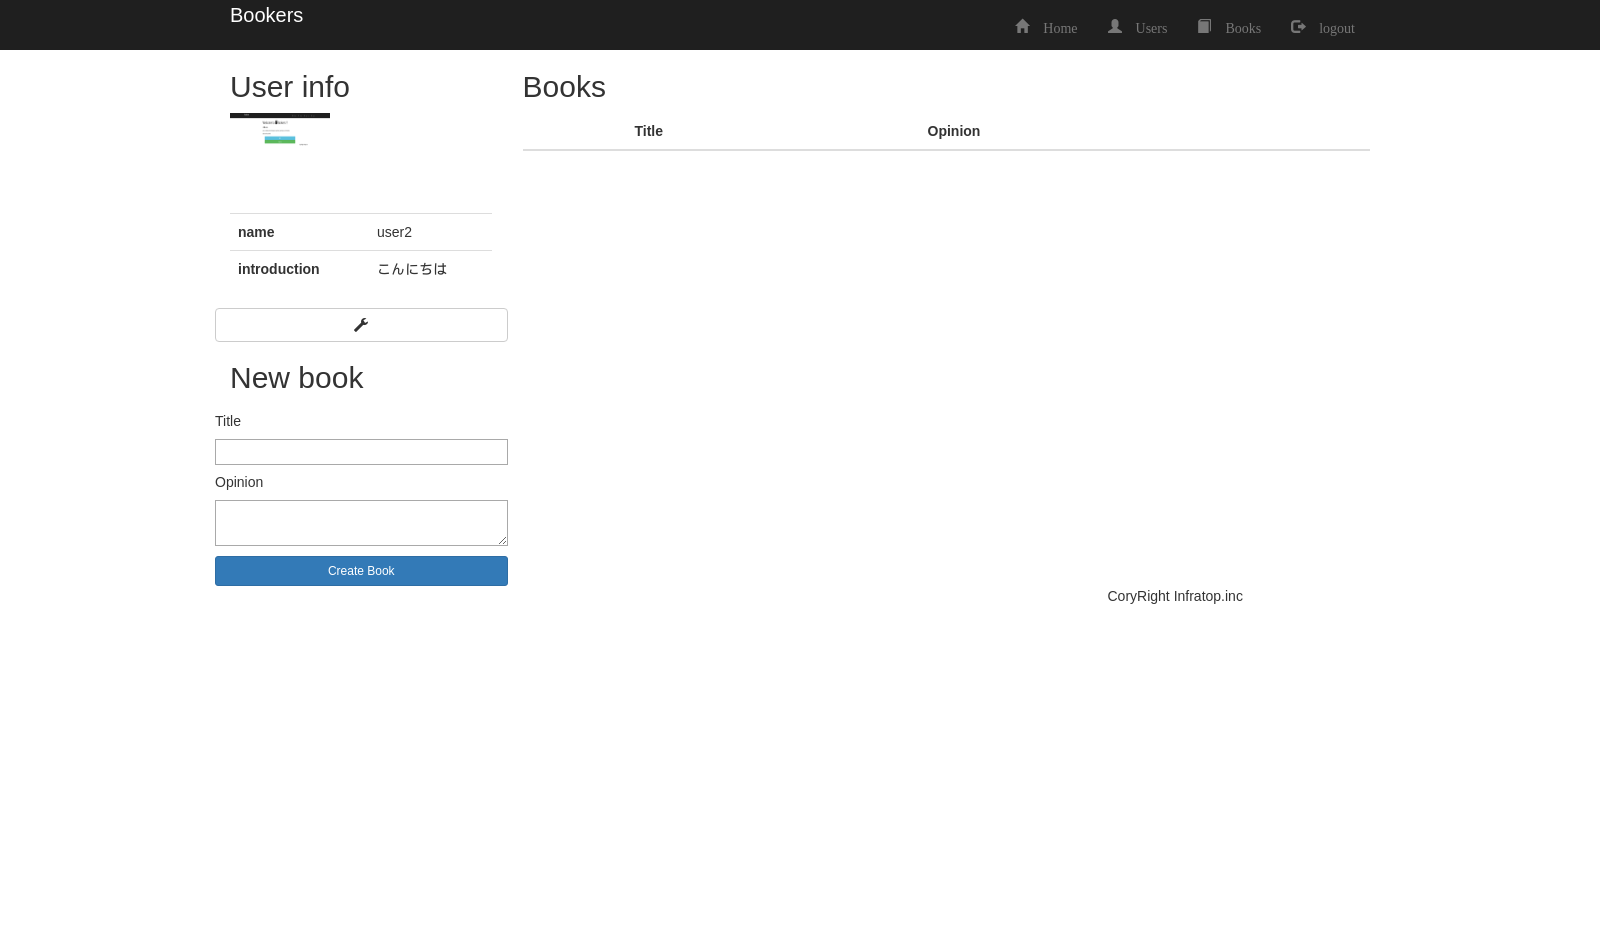 Bookers
Home Users Books logout
User info
name user2
introduction こんにちは
New book
Title
Opinion
Create Book
Books
Title Opinion
CoryRight Infratop.inc